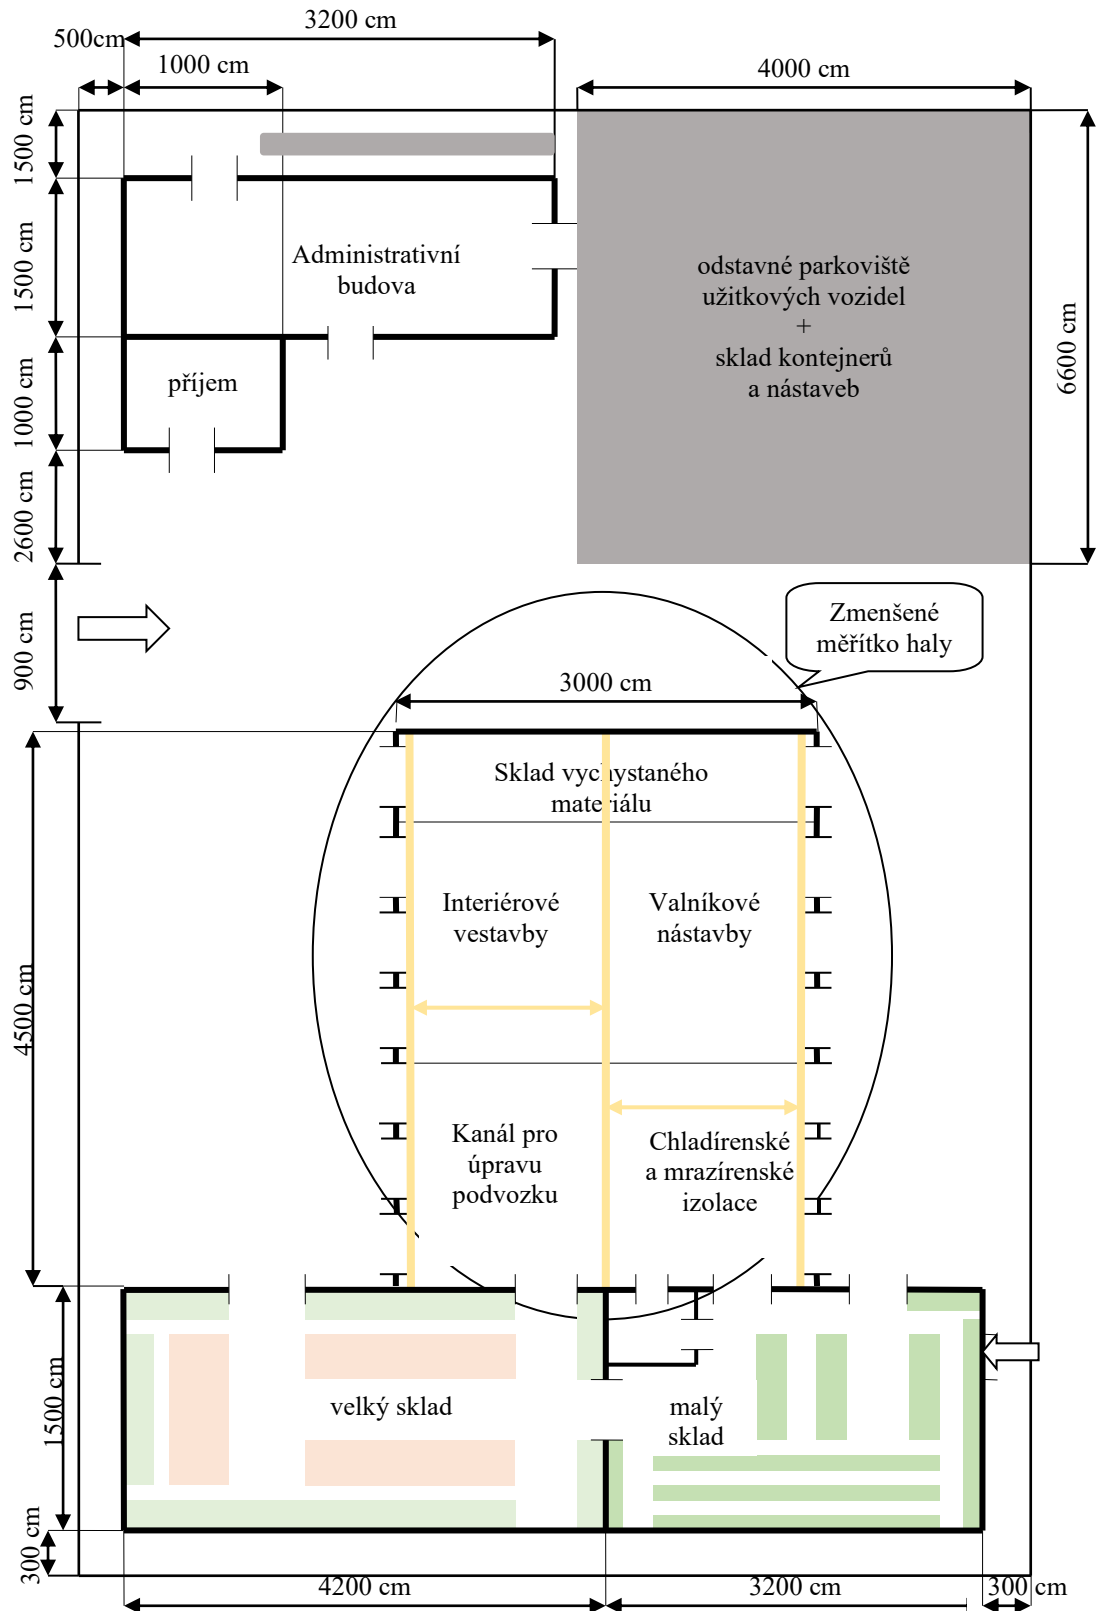 3200 cm
500cm
1000 cm
4000 cm
1500 cm
1500 cm
1000 cm
2600 cm
900 cm
6600 cm
Administrativní
budova
příjem
odstavné parkoviště
užitkových vozidel
+
sklad kontejnerů
a nástaveb
Zmenšené
měřítko haly
3000 cm
Sklad vychystaného
materiálu
Interiérové
vestavby
Valníkové
nástavby
4500 cm
Kanál pro
úpravu
podvozku
Chladírenské
a mrazírenské
izolace
velký sklad
malý
sklad
1500 cm
300 cm
4200 cm
3200 cm
300 cm